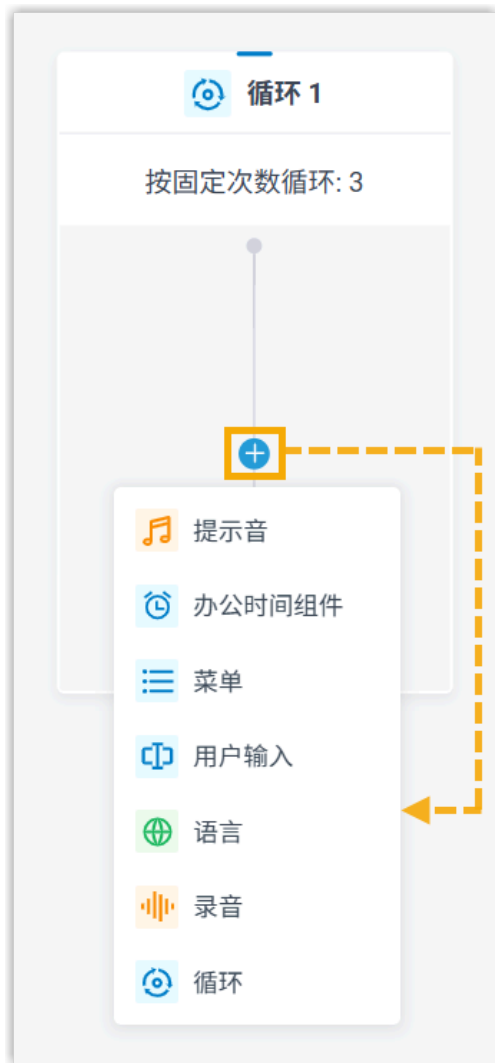 循环 1
按固定次数循环: 3
提示音
办公时间组件
菜单
用户输入
语言
录音
循环